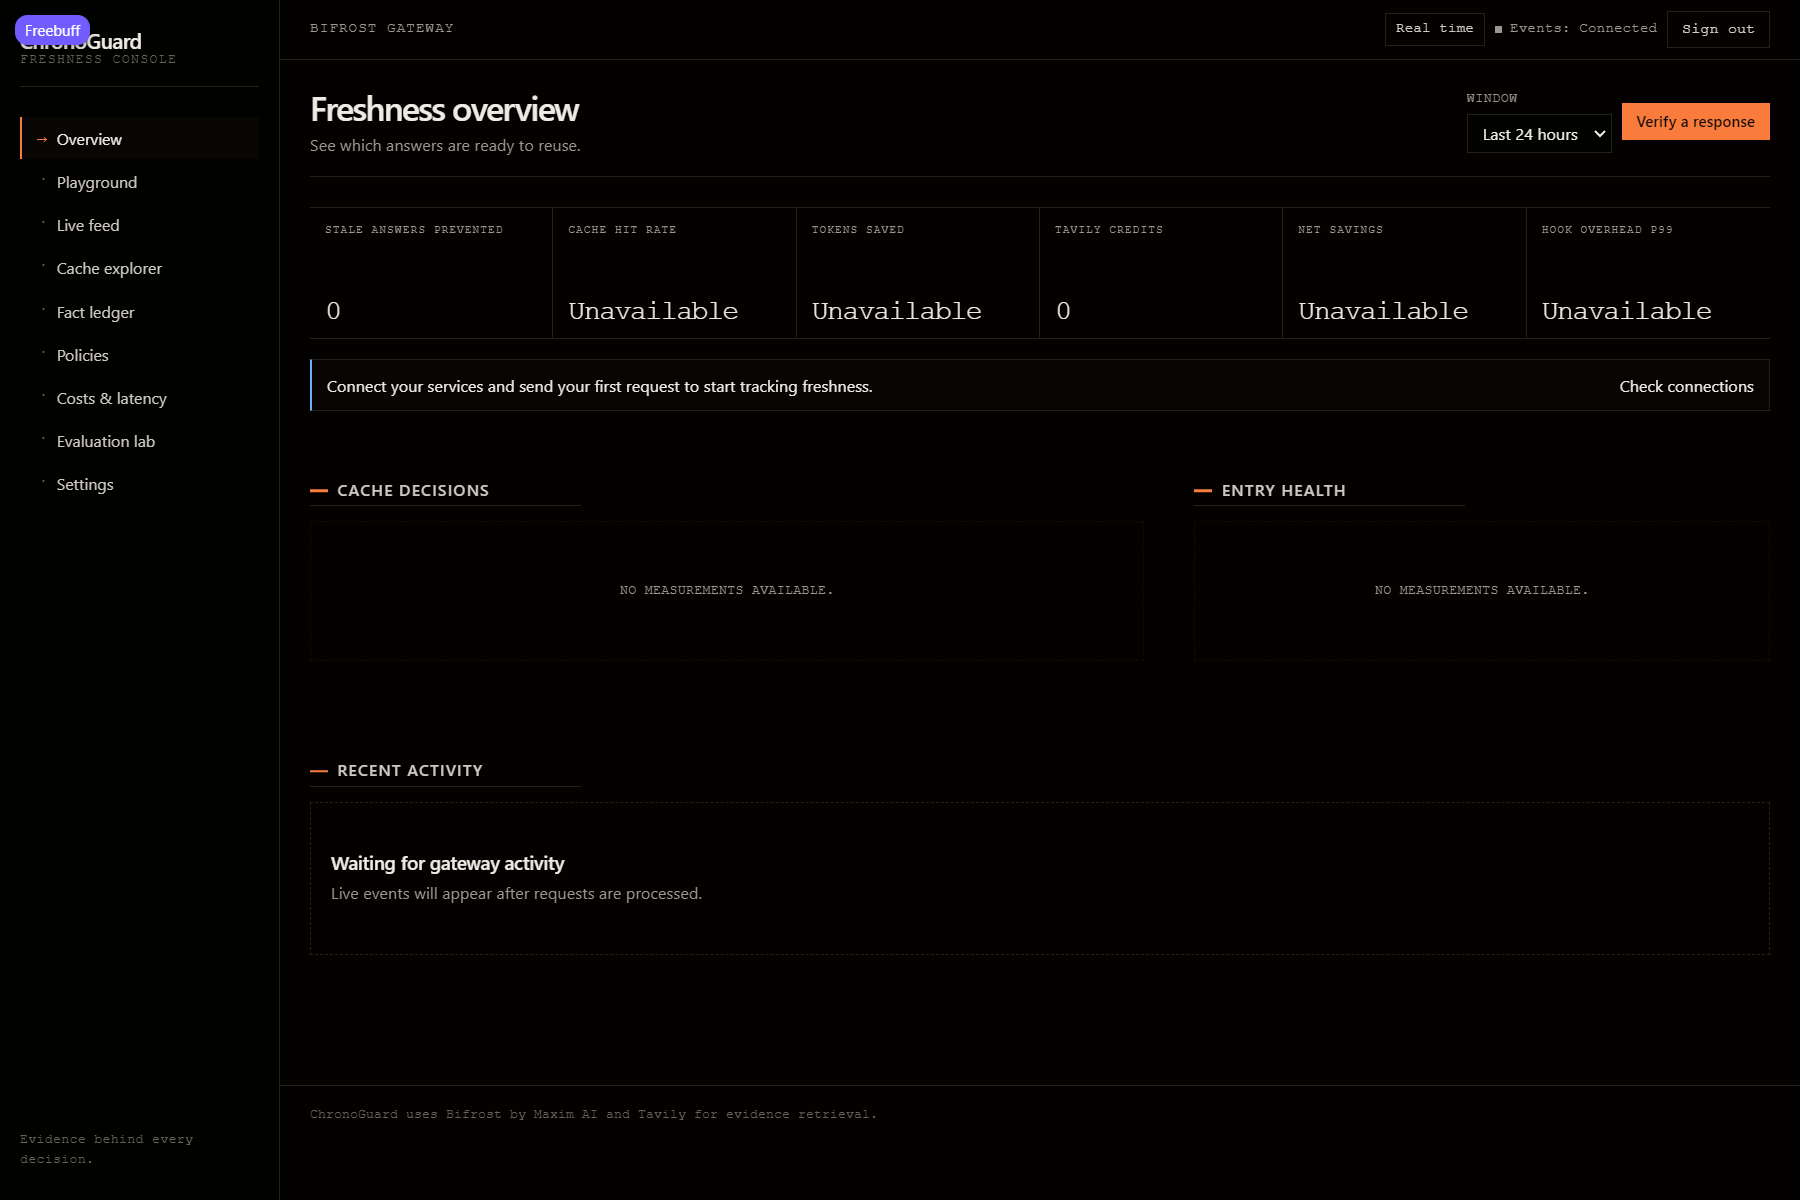 Freebuff
ChronoGuard
FRESHNESS CONSOLE
→ Overview
Playground
Live feed
Cache explorer
Fact ledger
Policies
Costs & latency
Evaluation lab
Settings
Evidence behind every
decision.
BIFROST GATEWAY
Real time
Events: Connected
Sign out
Freshness overview
See which answers are ready to reuse.
WINDOW
Last 24 hours
Verify a response
STALE ANSWERS PREVENTED
0
CACHE HIT RATE
Unavailable
TOKENS SAVED
Unavailable
TAVILY CREDITS
0
NET SAVINGS
Unavailable
HOOK OVERHEAD P99
Unavailable
Connect your services and send your first request to start tracking freshness.
Check connections
CACHE DECISIONS
NO MEASUREMENTS AVAILABLE.
ENTRY HEALTH
NO MEASUREMENTS AVAILABLE.
RECENT ACTIVITY
Waiting for gateway activity
Live events will appear after requests are processed.
ChronoGuard uses Bifrost by Maxim AI and Tavily for evidence retrieval.